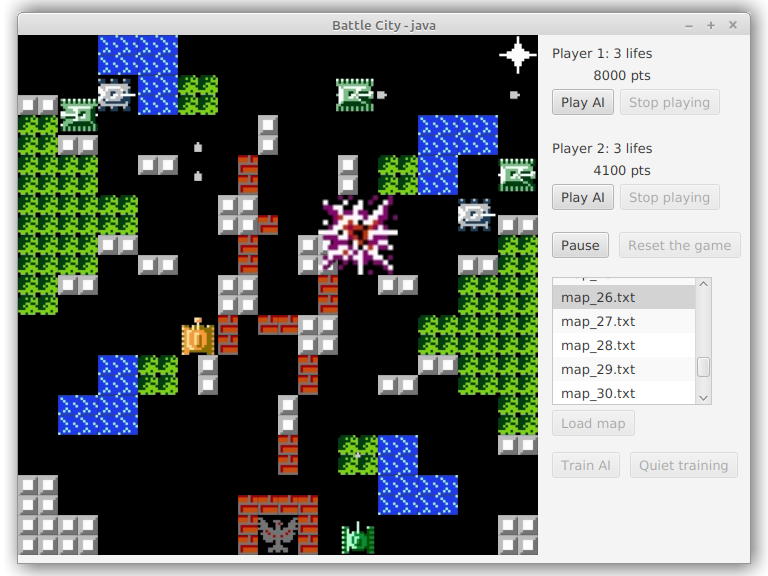 Battle City - java
Player 1: 3 lifes
8000 pts
Play AI Stop playing
Player 2: 3 lifes
4100 pts
Play AI Stop playing
Pause Reset the game
map_26.txt
map_27.txt
map_28.txt
map_29.txt
map_30.txt
Load map
Train AI Quiet training